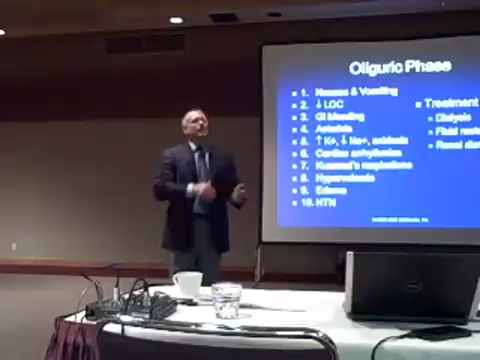 Oliguric Phase
1. Nausea & Vomiting
2. ↓ LOC
3. GI bleeding
4. Asterixis
5. ↑ K+, ↓ Na+, acidosis
6. Cardiac arrhythmias
7. Kussmaul's respirations
8. Hypervolemia
9. Edema
10. HTN
Treatment
Dialysis
Fluid
Renal